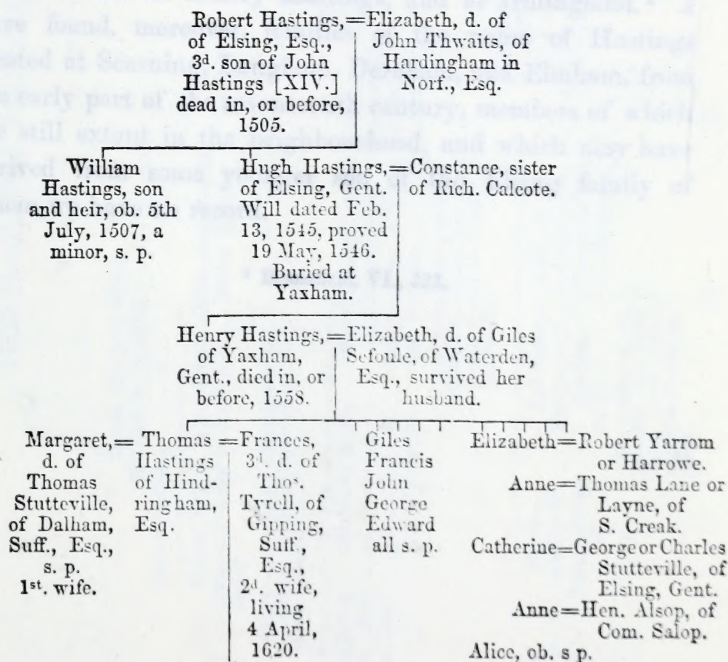 Robert Hastings,=Elizabeth, d. of
of Elsing, Esq., John Thwaits, of
3d. son of John Hardingham in
Hastings [XIV.] Norf., Esq.
dead in, or before,
1505.
William
Hastings, son
and heir, ob. 5th
July, 1507, a
minor, s. p.
Hugh Hastings,=Constance, sister
of Elsing, Gent. of Rich. Calcote.
Will dated Feb.
13, 1545, proved
19 May, 1546.
Buried at
Yaxham.
Henry Hastings,=Elizabeth, d. of Giles
of Yaxham, Sefoule, of Waterden,
Gent., died in, or Esq., survived her
before, 1558. husband.
Margaret,=
d. of
Thomas
Stutteville,
of Dalham,
Suff., Esq.,
s. p.
1st. wife.
Thomas
Hastings
of Hind-
ringham,
Esq.
=Frances,
3d. d. of
Thos.
Tyrell, of
Gipping,
Suff.,
Esq.,
2d. wife,
living
4 April,
1620.
Giles
Francis
John
George
Edward
all s. p.
Elizabeth=Robert Yarrom
or Harrowe.
Anne=Thomas Lane or
Layne, of
S. Creak.
Catherine=George or Charles
Stutteville, of
Elsing, Gent.
Anne=Hen. Alsop, of
Com. Salop.
Alice, ob. s p.